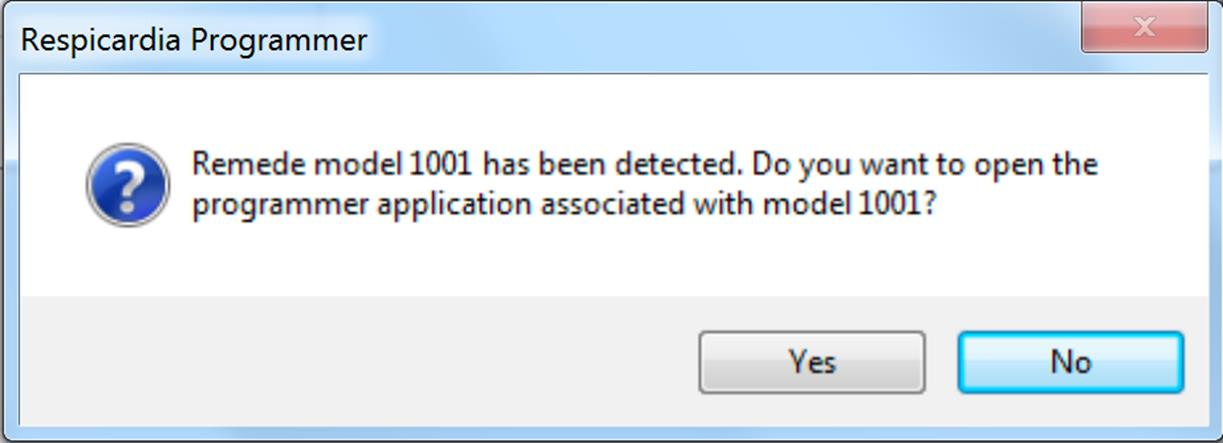 Respicardia Programmer
Remede model 1001 has been detected. Do you want to open the
programmer application associated with model 1001?
Yes
No